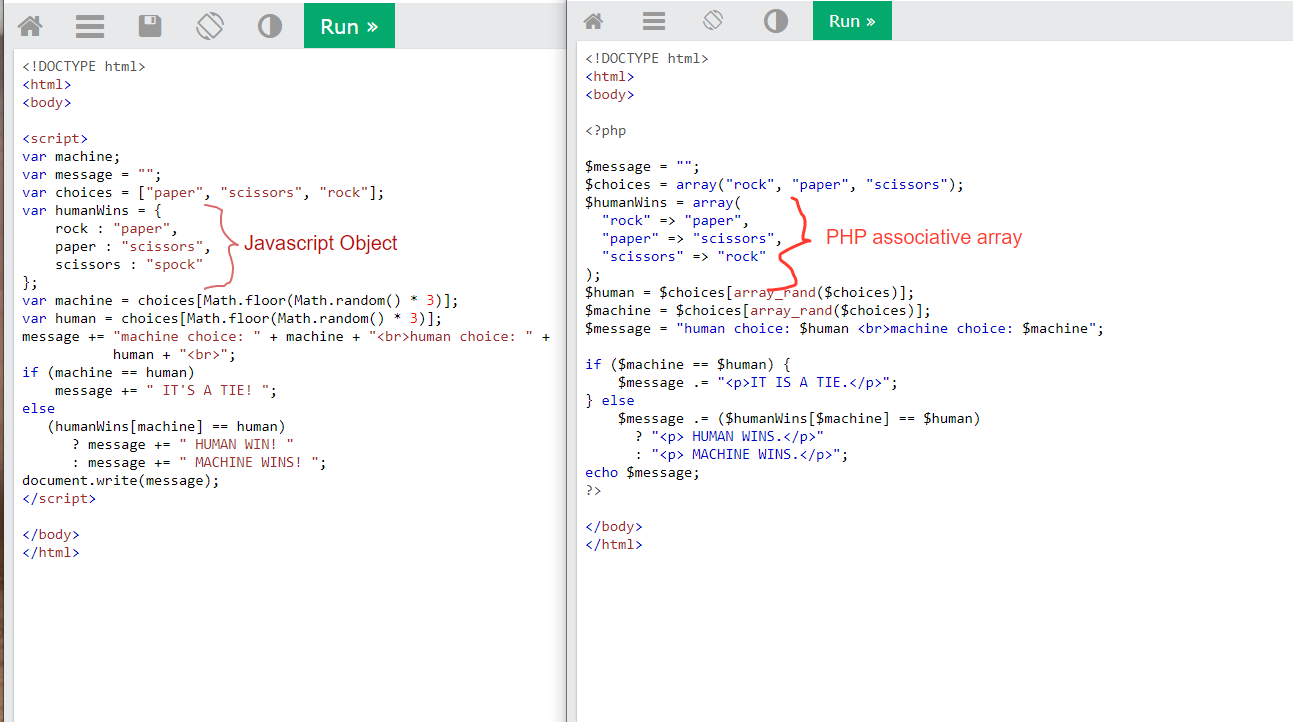 Run »
<!DOCTYPE html>
<html>
<body>
<script>
var machine;
var message = "";
var choices = ["paper", "scissors", "rock"];
var humanWins = {
rock : "paper",
paper : "scissors",
scissors : "spock"
};
Javascript Object
var machine = choices[Math.floor(Math.random() * 3)];
var human = choices[Math.floor(Math.random() * 3)];
message += "machine choice: " + machine + "<br>human choice: " +
human + "<br>";
if (machine == human)
message += " IT'S A TIE! ";
else
(humanWins[machine] == human)
? message += " HUMAN WIN! "
: message += " MACHINE WINS! ";
document.write(message);
</script>
</body>
</html>
Run »
<!DOCTYPE html>
<html>
<body>
<?php
$message = "";
$choices = array("rock", "paper", "scissors");
$humanWins = array(
"rock" => "paper",
"paper" => "scissors",
"scissors" => "rock"
);
PHP associative array
$human = $choices[array_rand($choices)];
$machine = $choices[array_rand($choices)];
$message = "human choice: $human <br>machine choice: $machine";
if ($machine == $human) {
$message .= "<p>IT IS A TIE.</p>";
} else
$message .= ($humanWins[$machine] == $human)
? "<p> HUMAN WINS.</p>"
: "<p> MACHINE WINS.</p>";
echo $message;
?>
</body>
</html>